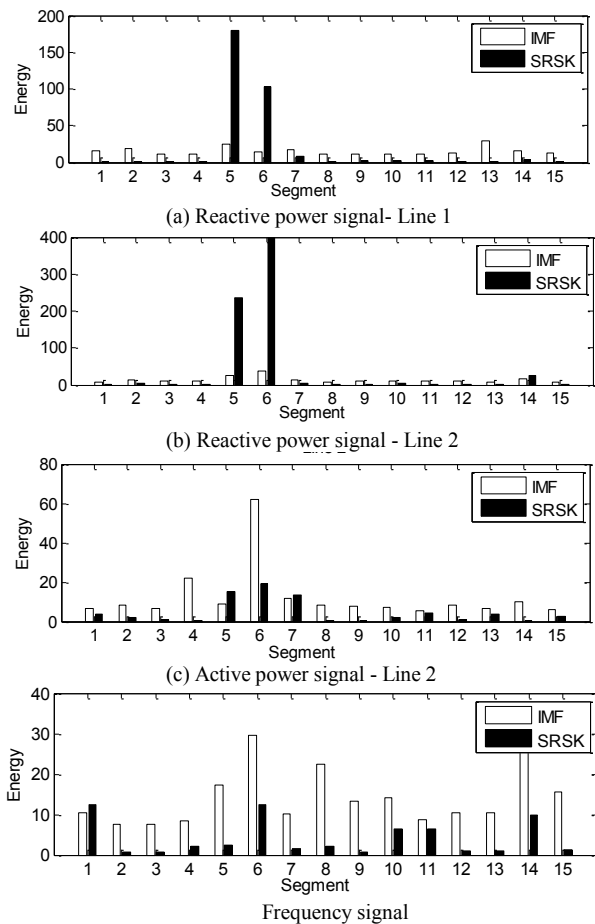 200
150
100
50
0
Energy
IMF
SRSK
1 2 3 4 5 6 7 8 9 10 11 12 13 14 15
Segment
(a) Reactive power signal- Line 1
400
300
200
100
0
Energy
IMF
SRSK
1 2 3 4 5 6 7 8 9 10 11 12 13 14 15
(b) Reactive power signal - Line 2
80
60
40
20
0
Energy
IMF
SRSK
1 2 3 4 5 6 7 8 9 10 11 12 13 14 15
Segment
(c) Active power signal - Line 2
40
30
20
10
0
Energy
IMF
SRSK
1 2 3 4 5 6 7 8 9 10 11 12 13 14 15
Segment
Frequency signal